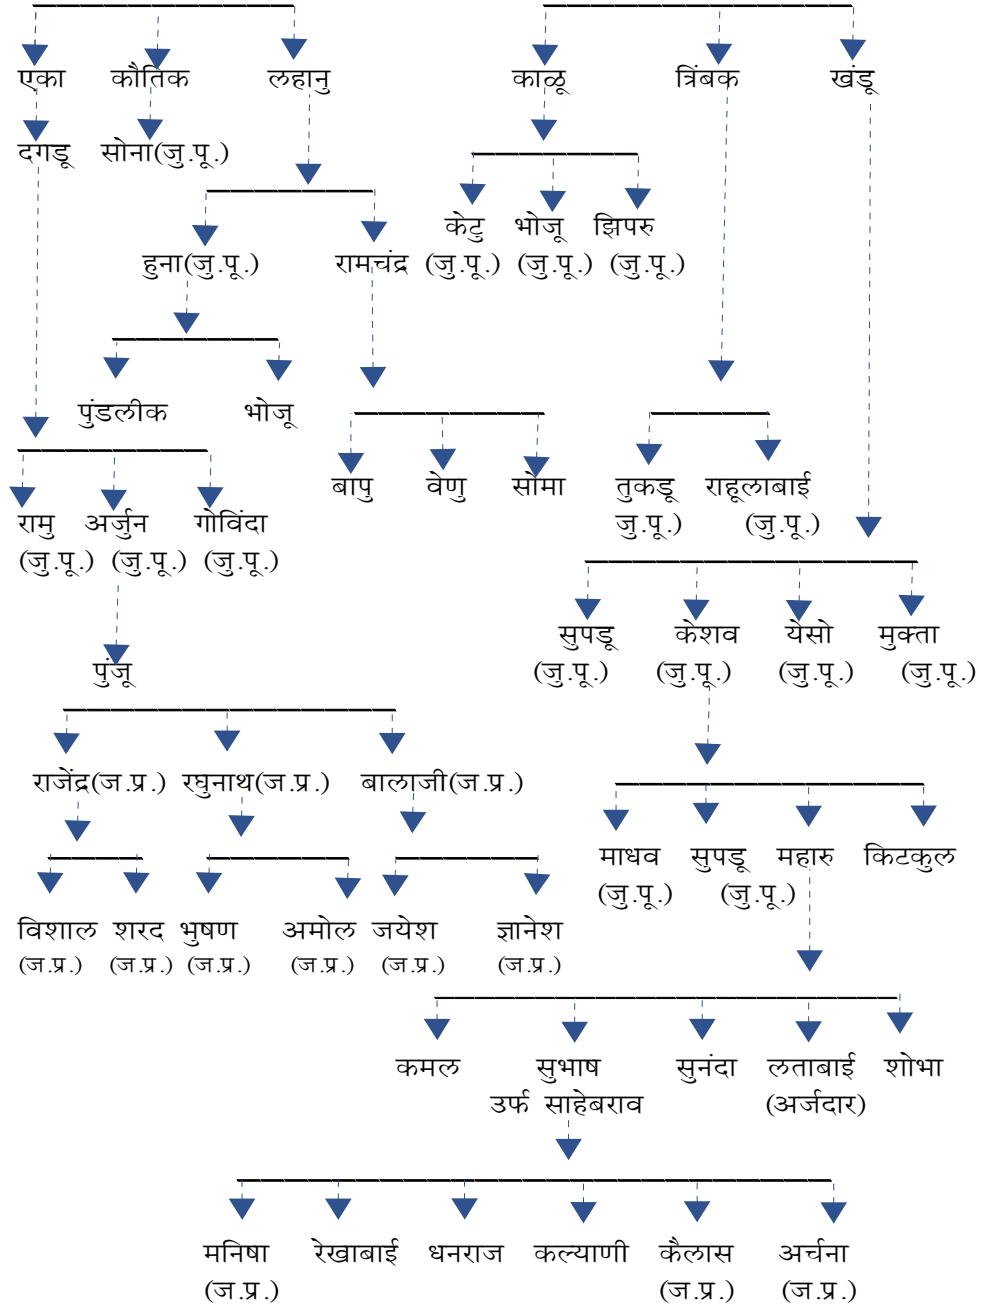 एका कौतिक लहानु काळू त्रिंबक खंडू
दगडू सोना(जु.पू.)
केटु भोजू झिपरु
हुना(जु.पू.) रामचंद्र (जु.पू.) (जु.पू.) (जु.पू.)
पुंडलीक भोजू
बापु वेणु सोमा तुकडू राहूलाबाई
रामु अर्जुन गोविंदा जु.पू.) (जु.पू.)
(जु.पू.) (जु.पू.) (जु.पू.)
सुपडू केशव येसो मुक्ता
पुंजू (जु.पू.) (जु.पू.) (जु.पू.) (जु.पू.)
राजेंद्र(ज.प्र.) रघुनाथ(ज.प्र.) बालाजी(ज.प्र.)
माधव सुपडू महारु किटकुल
(जु.पू.) (जु.पू.)
विशाल शरद भुषण अमोल जयेश ज्ञानेश
(ज.प्र.) (ज.प्र.) (ज.प्र.) (ज.प्र.) (ज.प्र.) (ज.प्र.)
कमल सुभाष सुनंदा लताबाई शोभा
उर्फ साहेबराव (अर्जदार)
मनिषा रेखाबाई धनराज कल्याणी कैलास अर्चना
(ज.प्र.) (ज.प्र.) (ज.प्र.)